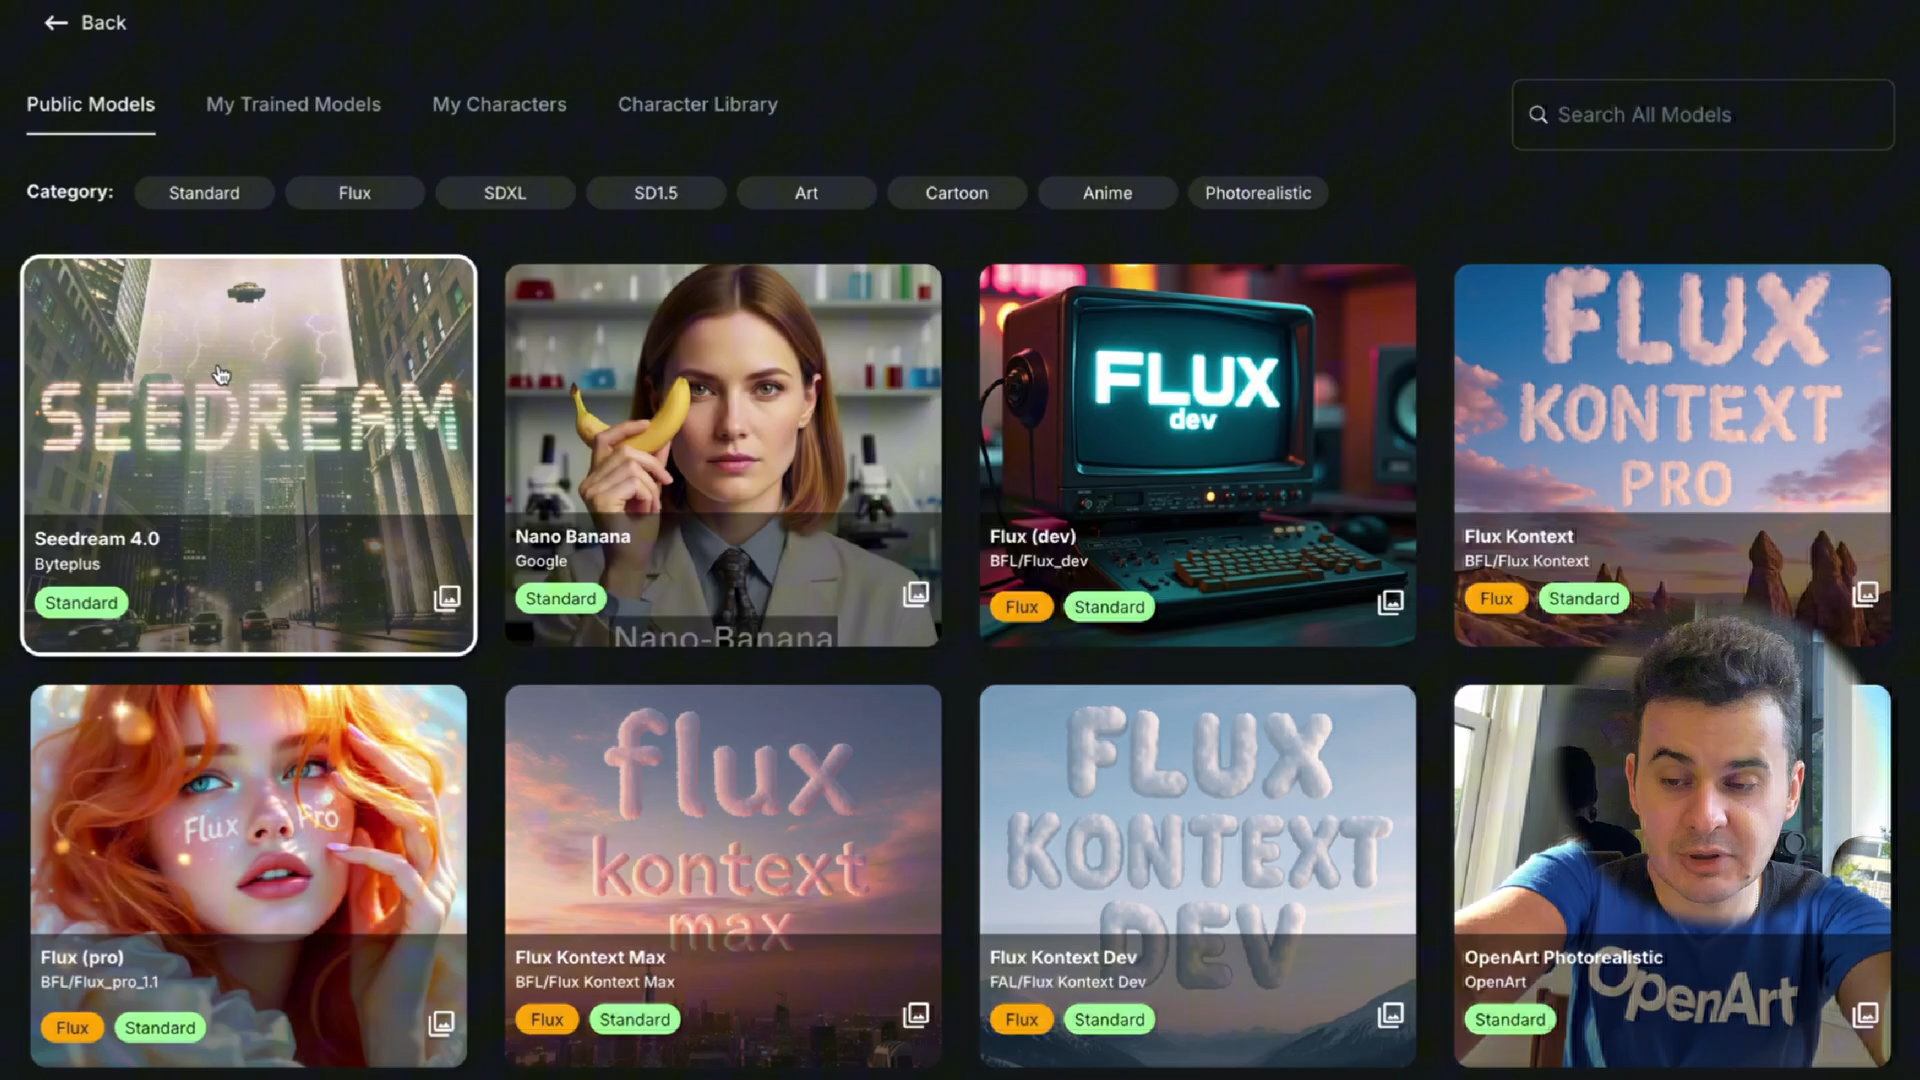 Back
Public Models
My Trained Models
My Characters
Character Library
Search All Models
Category:
Standard
Flux
SDXL
SD1.5
Art
Cartoon
Anime
Photorealistic
SEEDREAM
Seedream 4.0
Byteplus
Standard
Nano Banana
Google
Standard
Nano-Banana
FLUX
dev
Flux (dev)
BFL/Flux_dev
Flux
Standard
FLUX
KONTEXT
PRO
Flux Kontext
BFL/Flux Kontext
Flux
Standard
Flux Pro
Flux (pro)
BFL/Flux_pro_1.1
Flux
Standard
flux
kontext
max
Flux Kontext Max
BFL/Flux Kontext Max
Flux
Standard
FLUX
KONTEXT
DEV
Flux Kontext Dev
FAL/Flux Kontext Dev
Flux
Standard
OpenArt Photorealistic
OpenArt
Standard
OpenArt